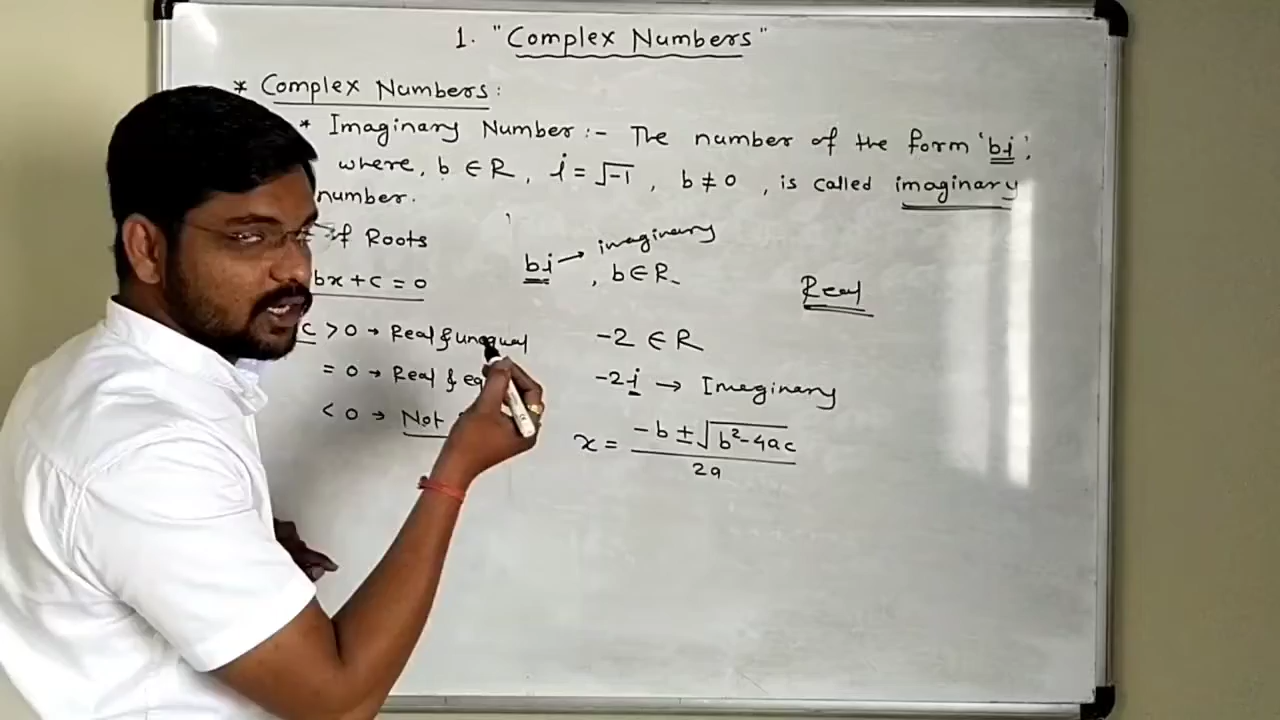 1. "Complex Numbers"
* Complex Numbers:
* Imaginary Number:- The number of the form 'bi',
where, b ∈ R, i = √-1, b ≠ 0, is called imaginary
number.
of Roots
bx + c = 0
c > 0 → Real & unequal
= 0 → Real &
< 0 → Not
bi → imaginary
, b ∈ R.
Real
-2 ∈ R
-2i → Imaginary
x = -b ± √b²-4ac / 2a